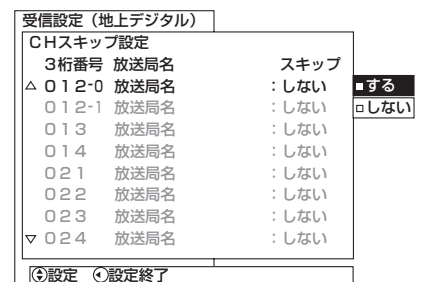 受信設定（地上デジタル）
CHスキップ設定
3桁番号 放送局名 スキップ
△ 012-0 放送局名 ：しない ■する
012-1 放送局名 ：しない □しない
013 放送局名 ：しない
014 放送局名 ：しない
021 放送局名 ：しない
022 放送局名 ：しない
023 放送局名 ：しない
▽ 024 放送局名 ：しない
設定 設定終了